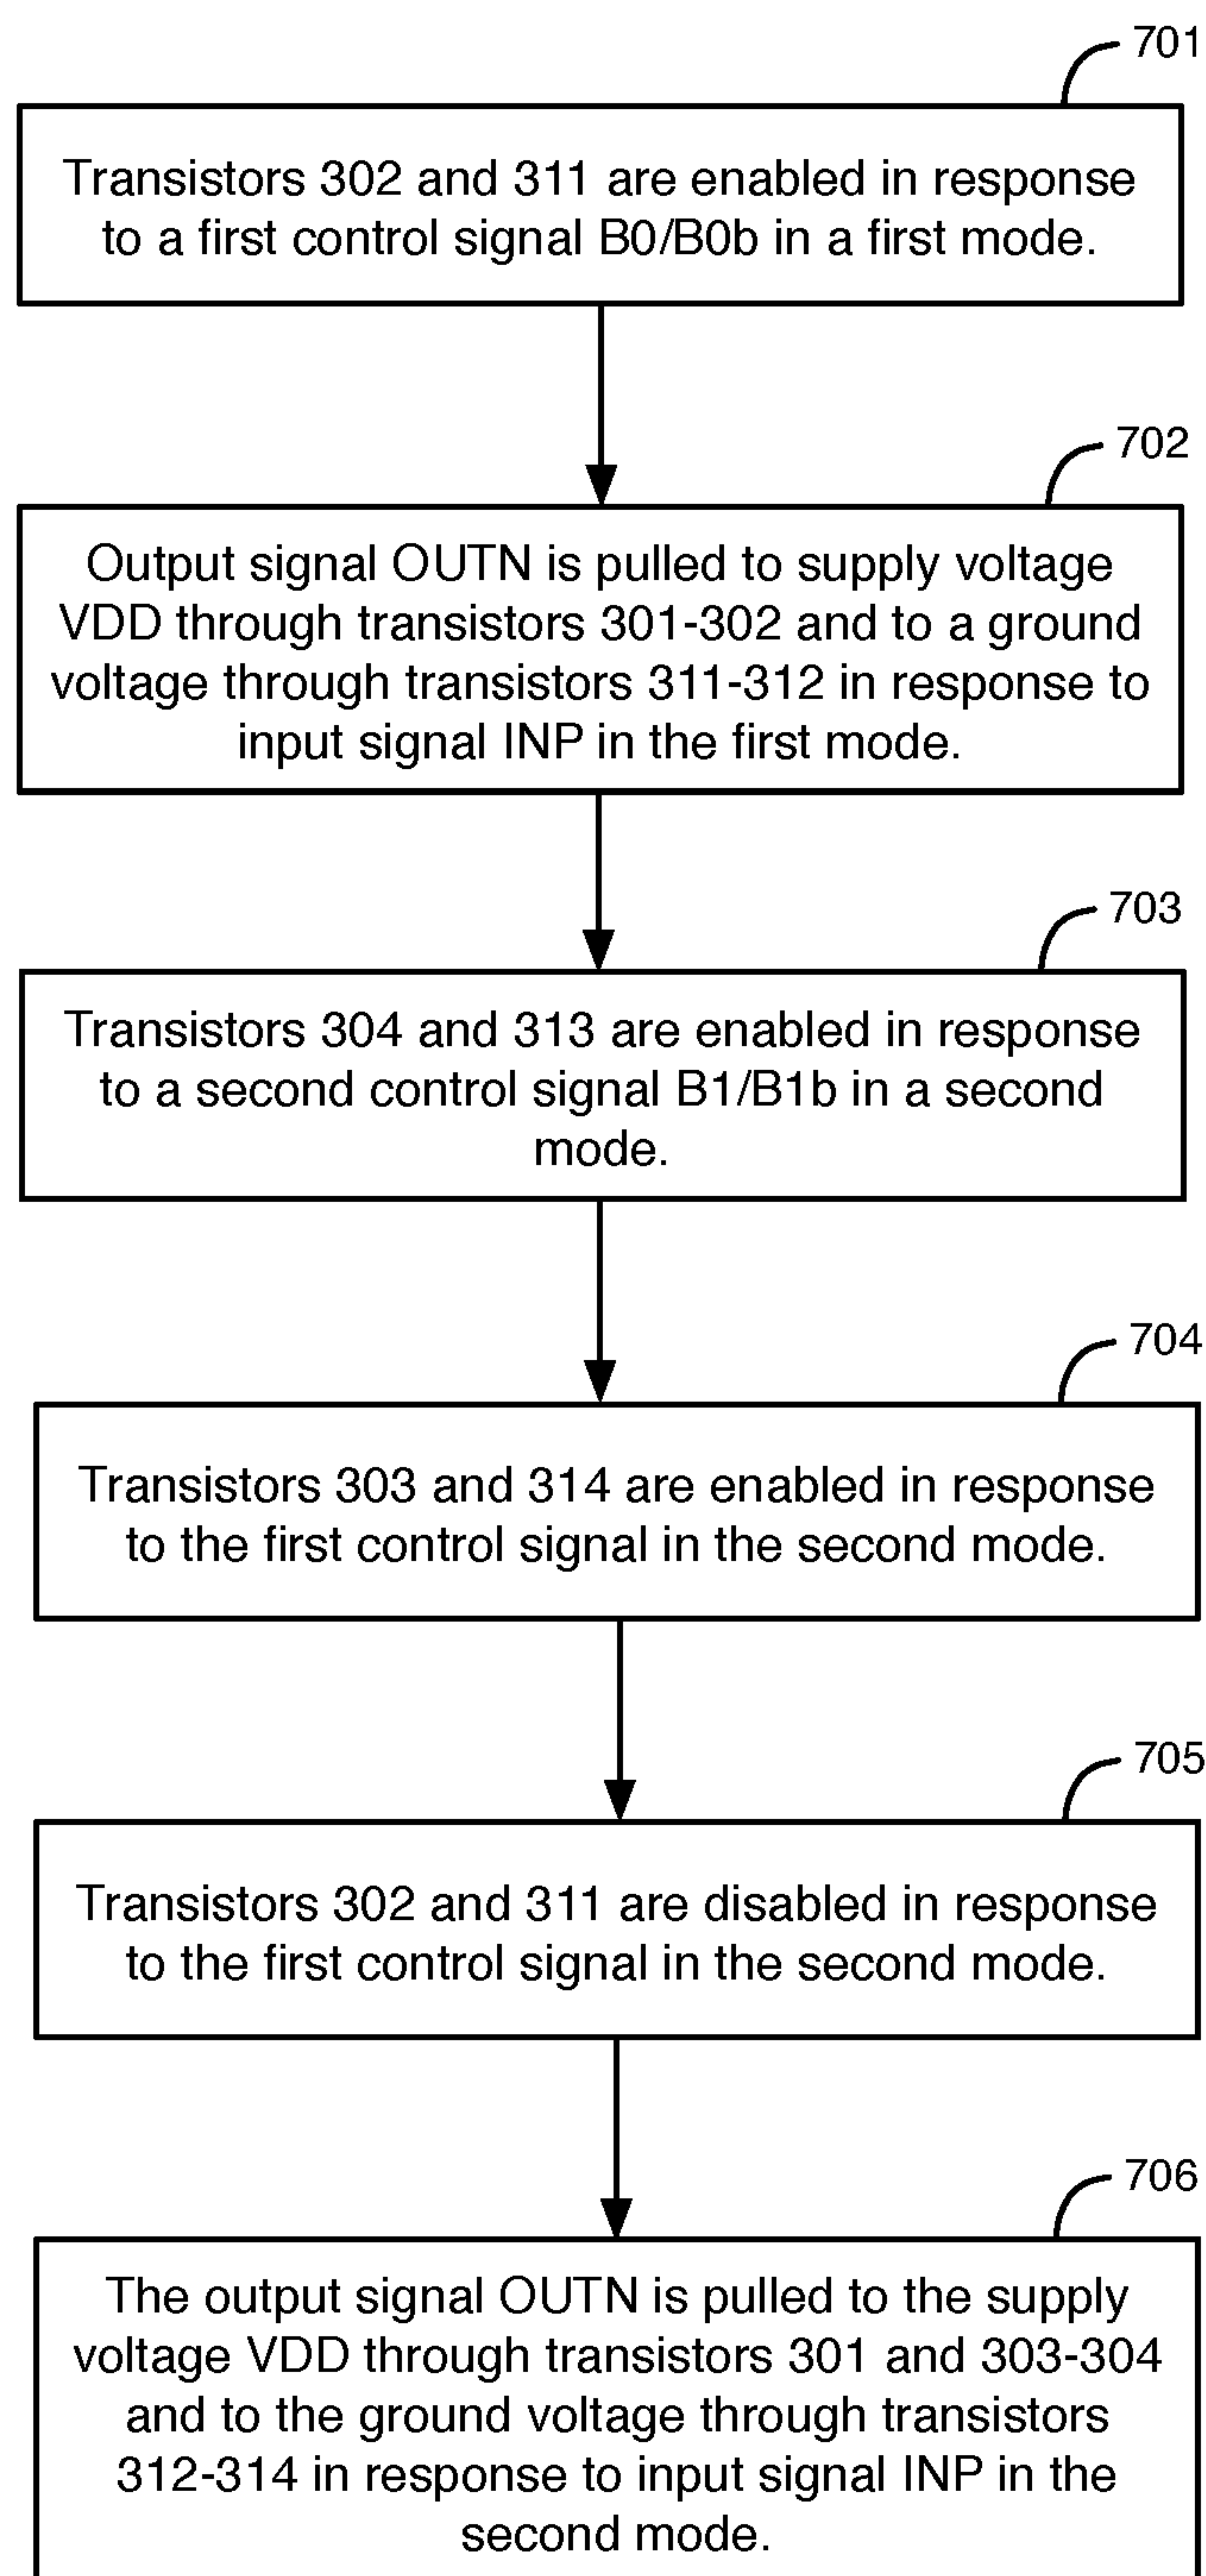 701
Transistors 302 and 311 are enabled in response
to a first control signal B0/B0b in a first mode.
702
Output signal OUTN is pulled to supply voltage
VDD through transistors 301-302 and to a ground
voltage through transistors 311-312 in response to
input signal INP in the first mode.
703
Transistors 304 and 313 are enabled in response
to a second control signal B1/B1b in a second
mode.
704
Transistors 303 and 314 are enabled in response
to the first control signal in the second mode.
705
Transistors 302 and 311 are disabled in response
to the first control signal in the second mode.
706
The output signal OUTN is pulled to the supply
voltage VDD through transistors 301 and 303-304
and to the ground voltage through transistors
312-314 in response to input signal INP in the
second mode.